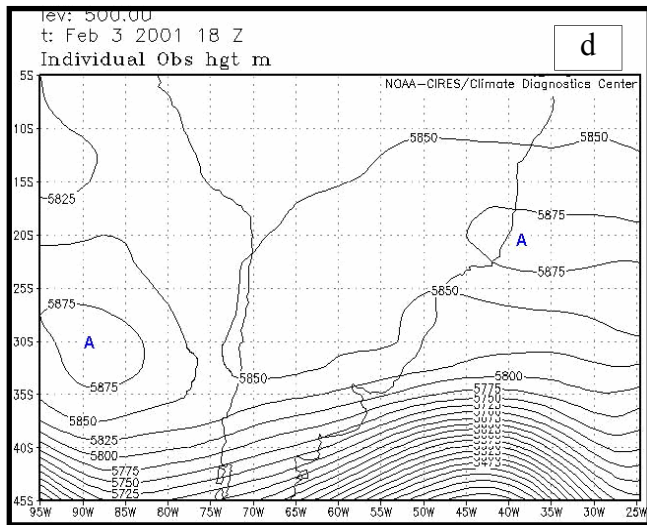 lev: 500.00
t: Feb 3 2001 18 Z
Individual Obs hgt m
d
NOAA-CIRES/Climate Diagnostics Center
5S
10S
5850
5850
15S
5825
5875
20S
A
5875
25S
5875
5850
30S
A
5875
5850
5800
35S
5775
5750
5725
5850
5825
40S
5800
5775
5475
5750
5725
45S
95W 90W 85W 80W 75W 70W 65W 60W 55W 50W 45W 40W 35W 30W 25W